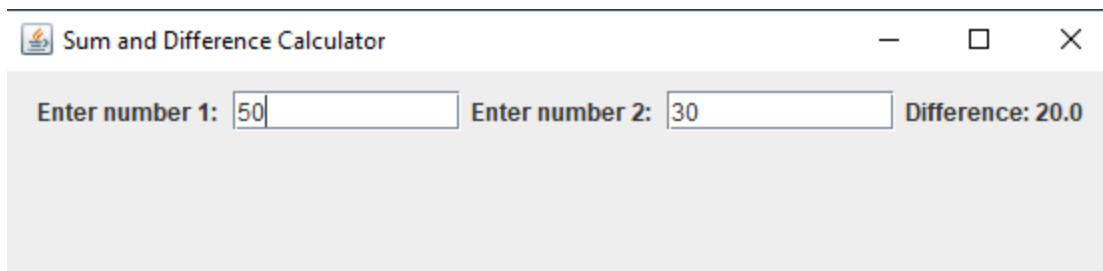 Sum and Difference Calculator
Enter number 1: 50 Enter number 2: 30 Difference: 20.0